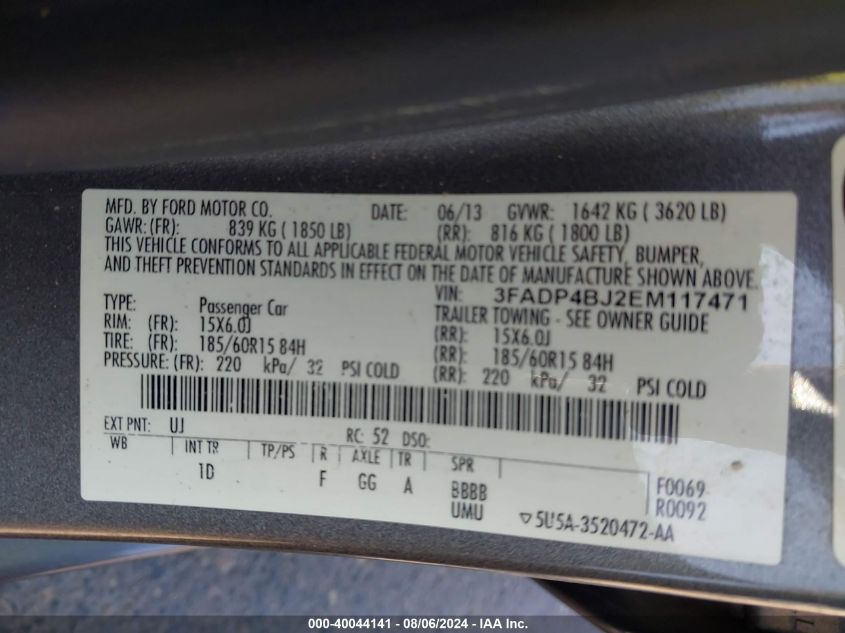 MFD. BY FORD MOTOR CO. DATE: 06/13 GVWR: 1642 KG ( 3620 LB)
GAWR: (FR): 839 KG ( 1850 LB) (RR): 816 KG ( 1800 LB)
THIS VEHICLE CONFORMS TO ALL APPLICABLE FEDERAL MOTOR VEHICLE SAFETY, BUMPER,
AND THEFT PREVENTION STANDARDS IN EFFECT ON THE DATE OF MANUFACTURE SHOWN ABOVE.
VIN: 3FADP4BJ2EM117471
TYPE: Passenger Car TRAILER TOWING - SEE OWNER GUIDE
RIM: (FR): 15X6.0J (RR): 15X6.0J
TIRE: (FR): 185/60R15 84H (RR): 185/60R15 84H
PRESSURE: (FR): 220 kPa/ 32 PSI COLD (RR): 220 kPa/ 32 PSI COLD
EXT PNT: UJ RC: 52 DSO:
WB INT TR TP/PS R AXLE TR SPR
1D F GG A BBBB F0069
UMU R0092
▽5U5A-3520472-AA
000-40044141 - 08/06/2024 - IAA Inc.